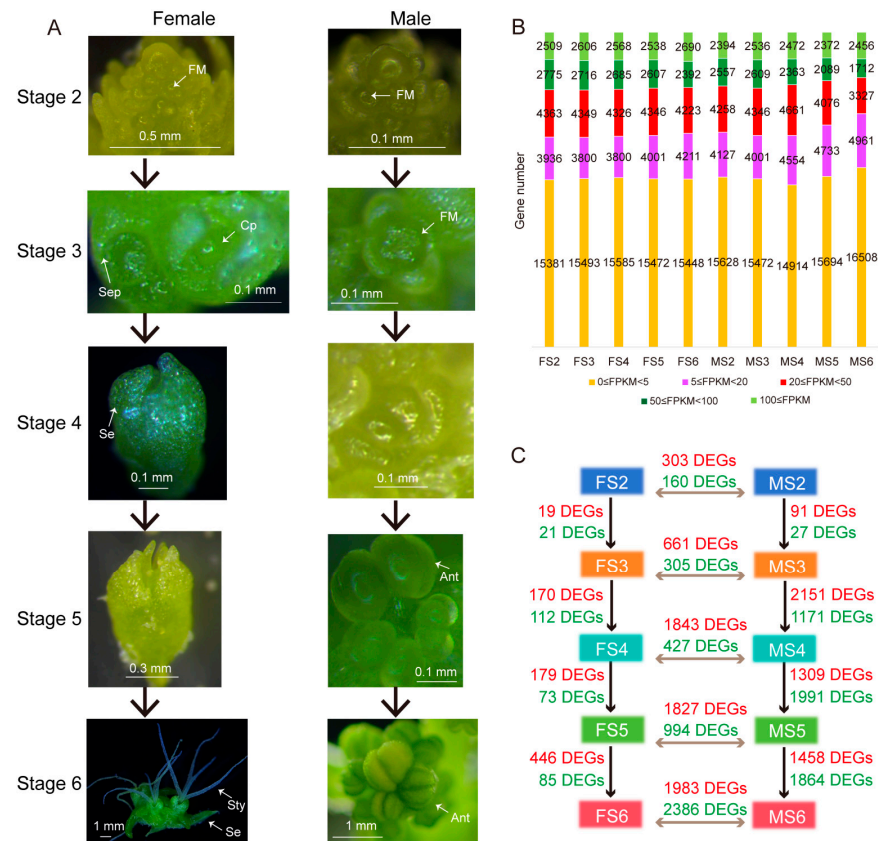 A
Female
Male
Stage 2
FM
0.5 mm
FM
0.1 mm
Stage 3
Cp
Sep
0.1 mm
FM
0.1 mm
Stage 4
Se
0.1 mm
0.1 mm
Stage 5
0.3 mm
Ant
0.1 mm
Stage 6
Sty
Se
1 mm
Ant
1 mm
B
Gene number
2509 2606 2568 2538 2690 2394 2536 2472 2372 2456
2775 2716 2685 2607 2392 2557 2609 2363 2089 1712
4363 4349 4326 4346 4223 4258 4346 4661 4076 3327
3936 3800 3800 4001 4211 4127 4001 4554 4733 4961
15381 15493 15585 15472 15448 15628 15472 14914 15694 16508
FS2 FS3 FS4 FS5 FS6 MS2 MS3 MS4 MS5 MS6
0≤FPKM<5 5≤FPKM<20 20≤FPKM<50
50≤FPKM<100 100≤FPKM
C
303 DEGs
FS2 160 DEGs MS2
19 DEGs 91 DEGs
21 DEGs 27 DEGs
661 DEGs
FS3 305 DEGs MS3
170 DEGs 2151 DEGs
112 DEGs 1171 DEGs
1843 DEGs
FS4 427 DEGs MS4
179 DEGs 1309 DEGs
73 DEGs 1991 DEGs
1827 DEGs
FS5 994 DEGs MS5
446 DEGs 1458 DEGs
85 DEGs 1864 DEGs
1983 DEGs
FS6 2386 DEGs MS6